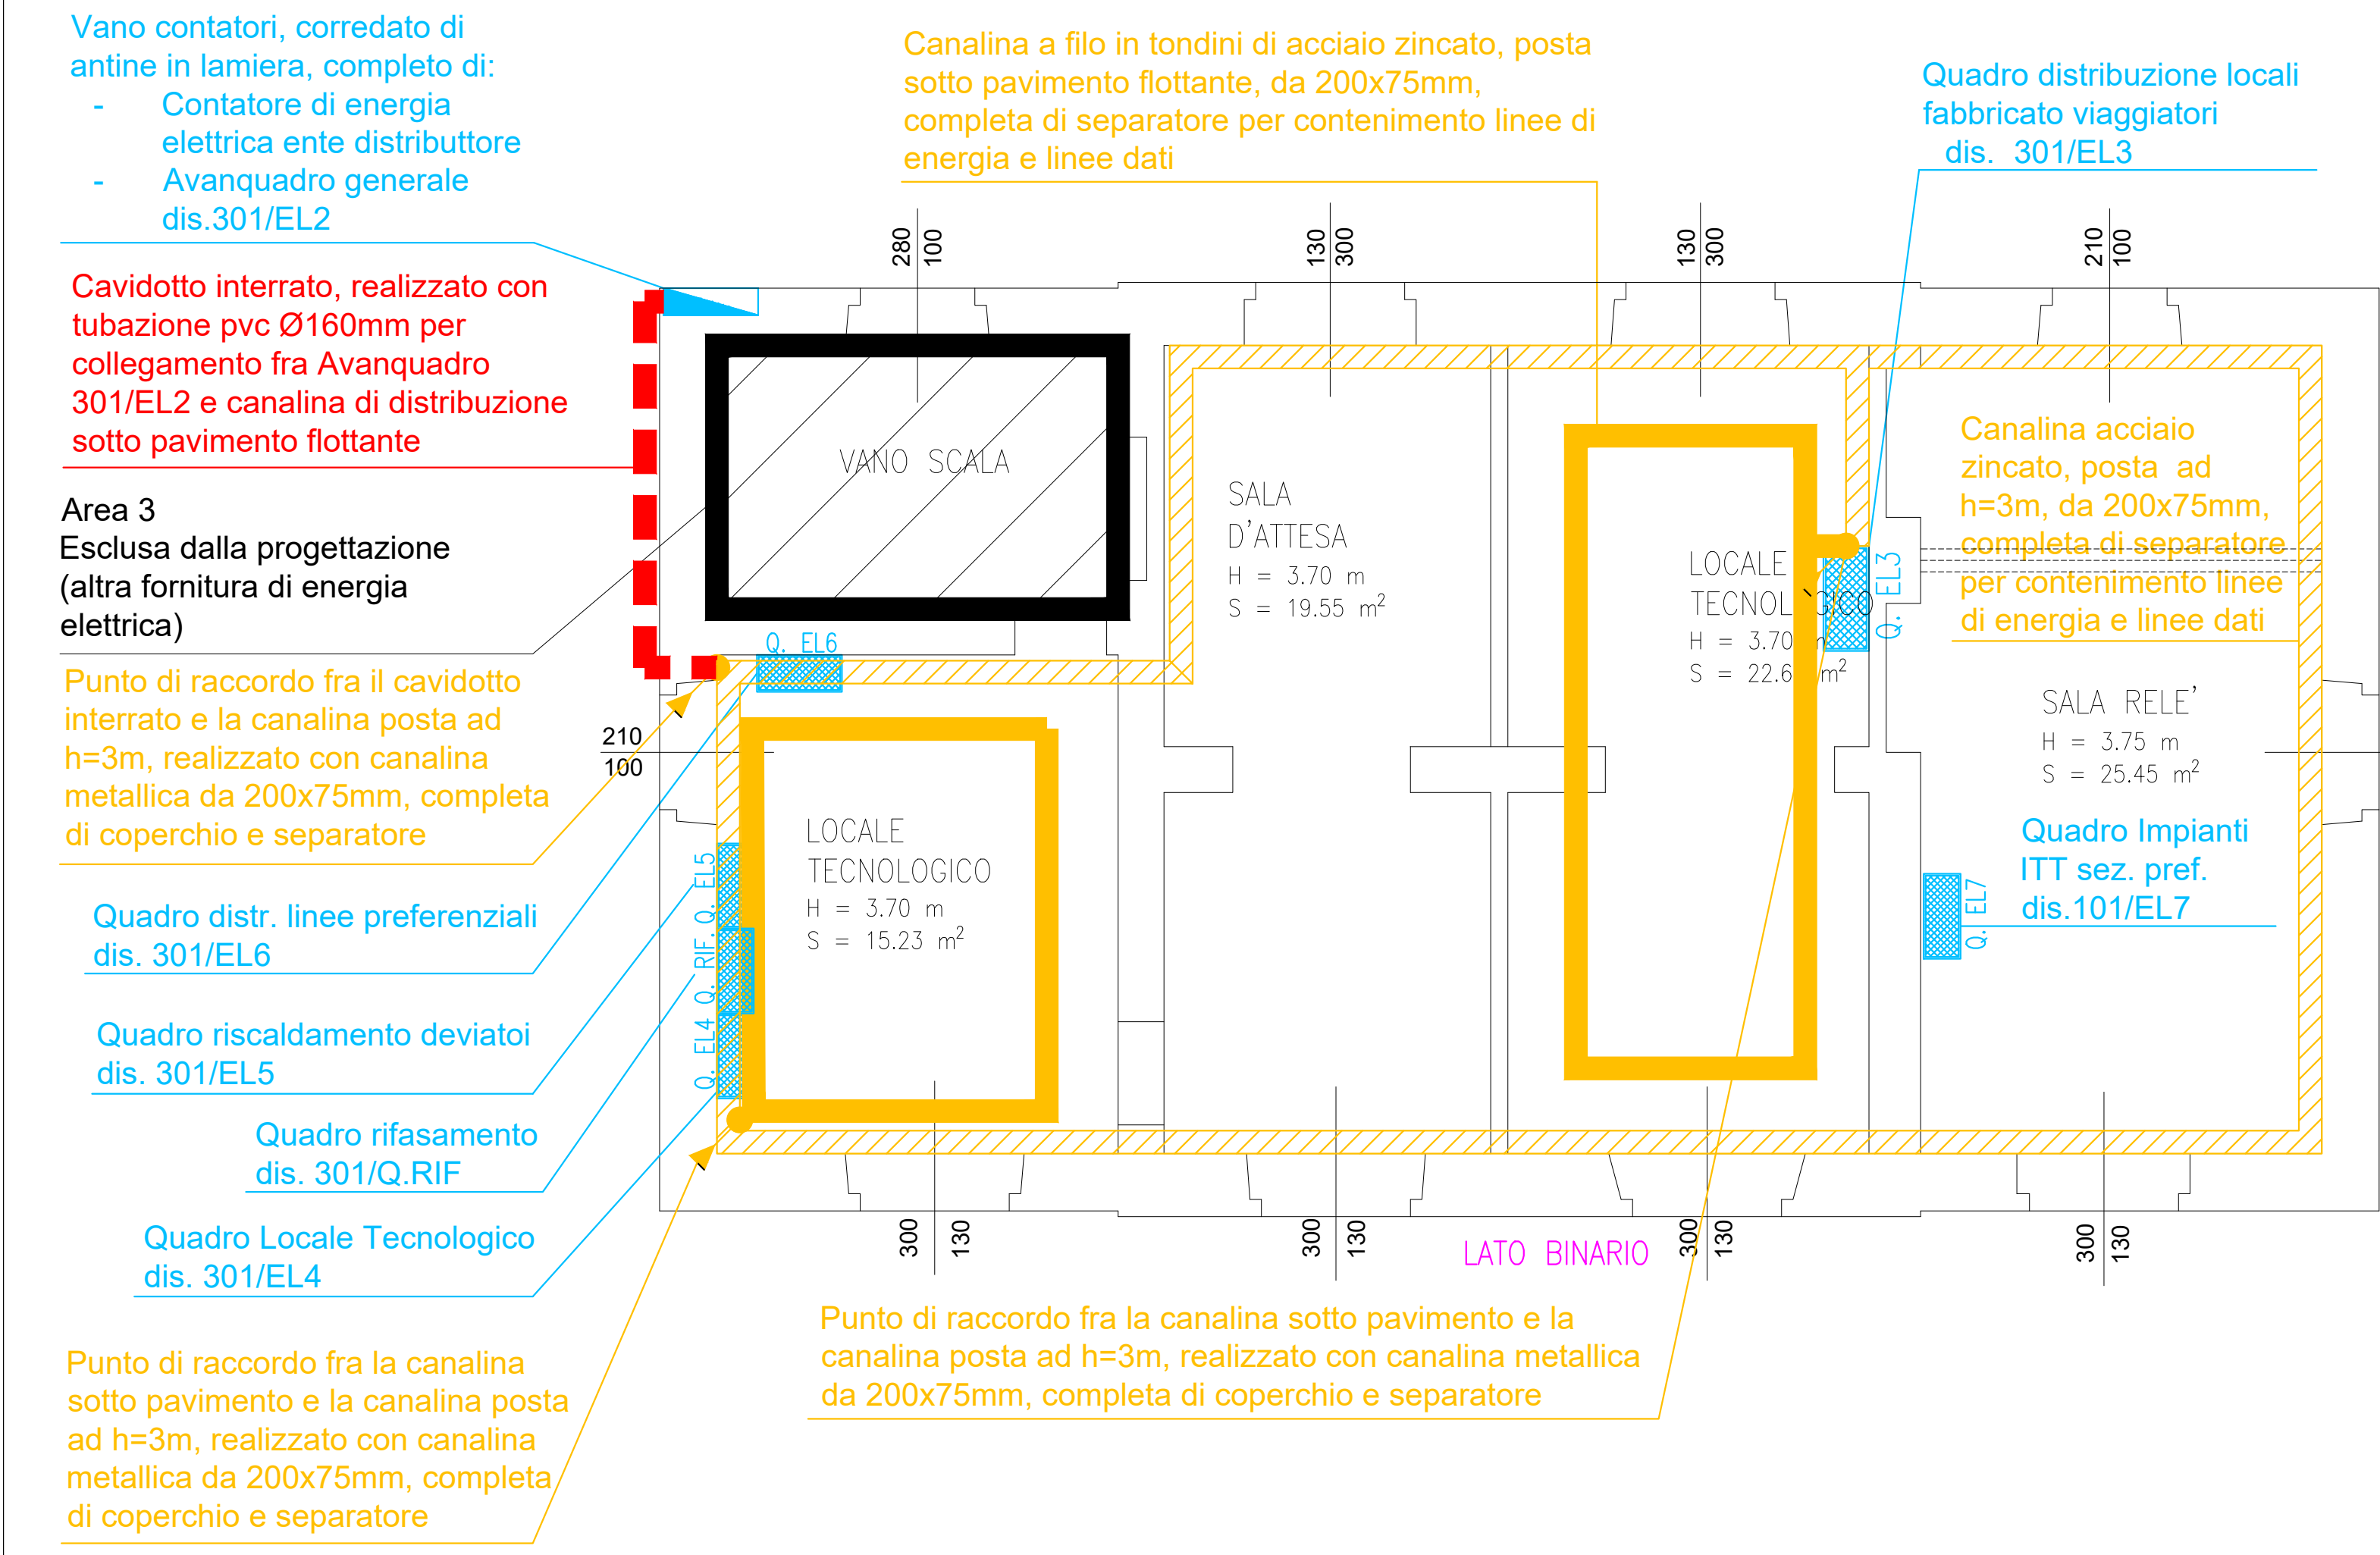 Vano contatori, corredato di
antine in lamiera, completo di:
- Contatore di energia
elettrica ente distributtore
- Avanquadro generale
dis.301/EL2
Canalina a filo in tondini di acciaio zincato, posta
sotto pavimento flottante, da 200x75mm,
completa di separatore per contenimento linee di
energia e linee dati
Quadro distribuzione locali
fabbricato viaggiatori
dis. 301/EL3
280
100
130
300
130
300
210
100
Cavidotto interrato, realizzato con
tubazione pvc Ø160mm per
collegamento fra Avanquadro
301/EL2 e canalina di distribuzione
sotto pavimento flottante
Area 3
Esclusa dalla progettazione
(altra fornitura di energia
elettrica)
VANO SCALA
SALA
D'ATTESA
H = 3.70 m
S = 19.55 m²
LOCALE
H = 3.70 m
Q. EL3
Canalina acciaio
zincato, posta ad
h=3m, da 200x75mm,
completa di separatore
per contenimento linee
di energia e linee dati
Q. EL6
Punto di raccordo fra il cavidotto
interrato e la canalina posta ad
h=3m, realizzato con canalina
metallica da 200x75mm, completa
di coperchio e separatore
210
100
SALA RELE'
H = 3.75 m
S = 25.45 m²
LOCALE
TECNOLOGICO
H = 3.70 m
S = 15.23 m²
Q. EL5
Q. RIF.
Q. EL4
Quadro Impianti
ITT sez. pref.
dis.101/EL7
Q. EL7
Quadro distr. linee preferenziali
dis. 301/EL6
Quadro riscaldamento deviatoi
dis. 301/EL5
Quadro rifasamento
dis. 301/Q.RIF
Quadro Locale Tecnologico
dis. 301/EL4
300
130
300
130
LATO BINARIO
300
130
300
130
Punto di raccordo fra la canalina sotto pavimento e la
canalina posta ad h=3m, realizzato con canalina metallica
da 200x75mm, completa di coperchio e separatore
Punto di raccordo fra la canalina
sotto pavimento e la canalina posta
ad h=3m, realizzato con canalina
metallica da 200x75mm, completa
di coperchio e separatore